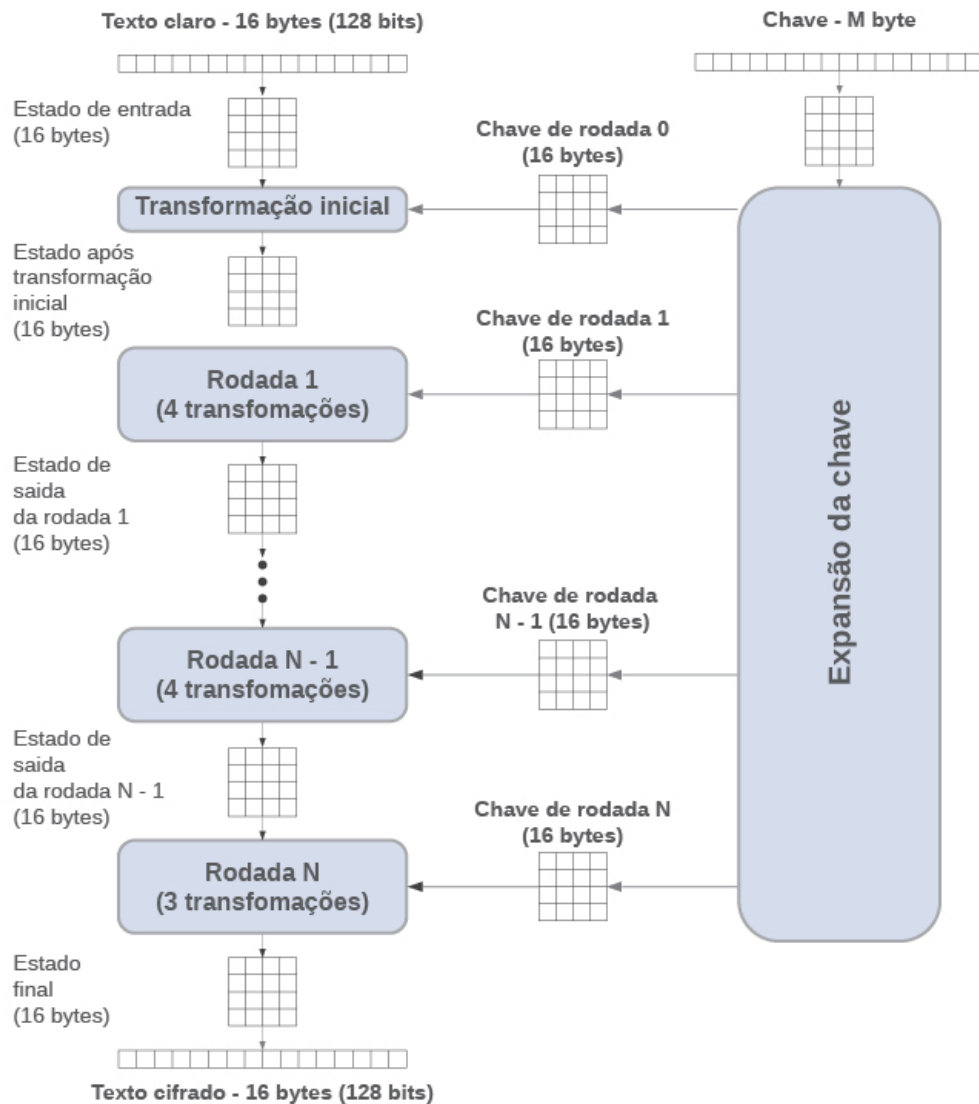 Texto claro - 16 bytes (128 bits)
Chave - M byte
Estado de entrada
(16 bytes)
Chave de rodada 0
(16 bytes)
Transformação inicial
Estado após
transformação
inicial
(16 bytes)
Chave de rodada 1
(16 bytes)
Rodada 1
(4 transfomações)
Expansão da chave
Estado de
saida
da rodada 1
(16 bytes)
Chave de rodada
N - 1 (16 bytes)
Rodada N - 1
(4 transfomações)
Estado de
saida
da rodada N - 1
(16 bytes)
Chave de rodada N
(16 bytes)
Rodada N
(3 transfomações)
Estado
final
(16 bytes)
Texto cifrado - 16 bytes (128 bits)